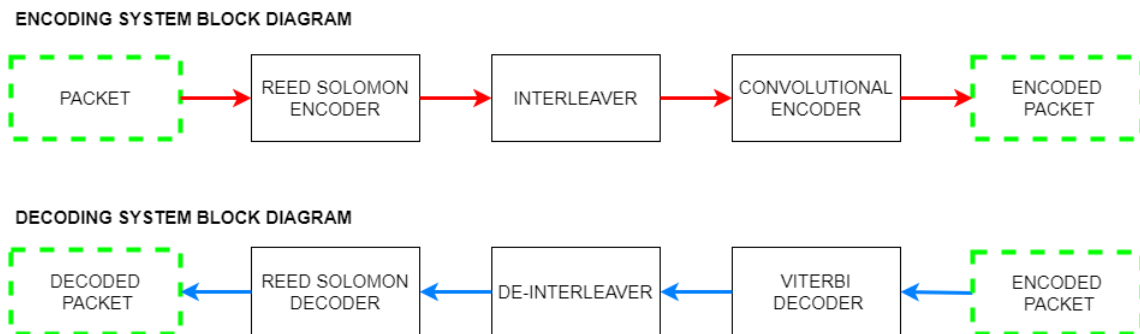 ENCODING SYSTEM BLOCK DIAGRAM
PACKET
REED SOLOMON
ENCODER
INTERLEAVER
CONVOLUTIONAL
ENCODER
ENCODED
PACKET
DECODING SYSTEM BLOCK DIAGRAM
DECODED
PACKET
REED SOLOMON
DECODER
DE-INTERLEAVER
VITERBI
DECODER
ENCODED
PACKET